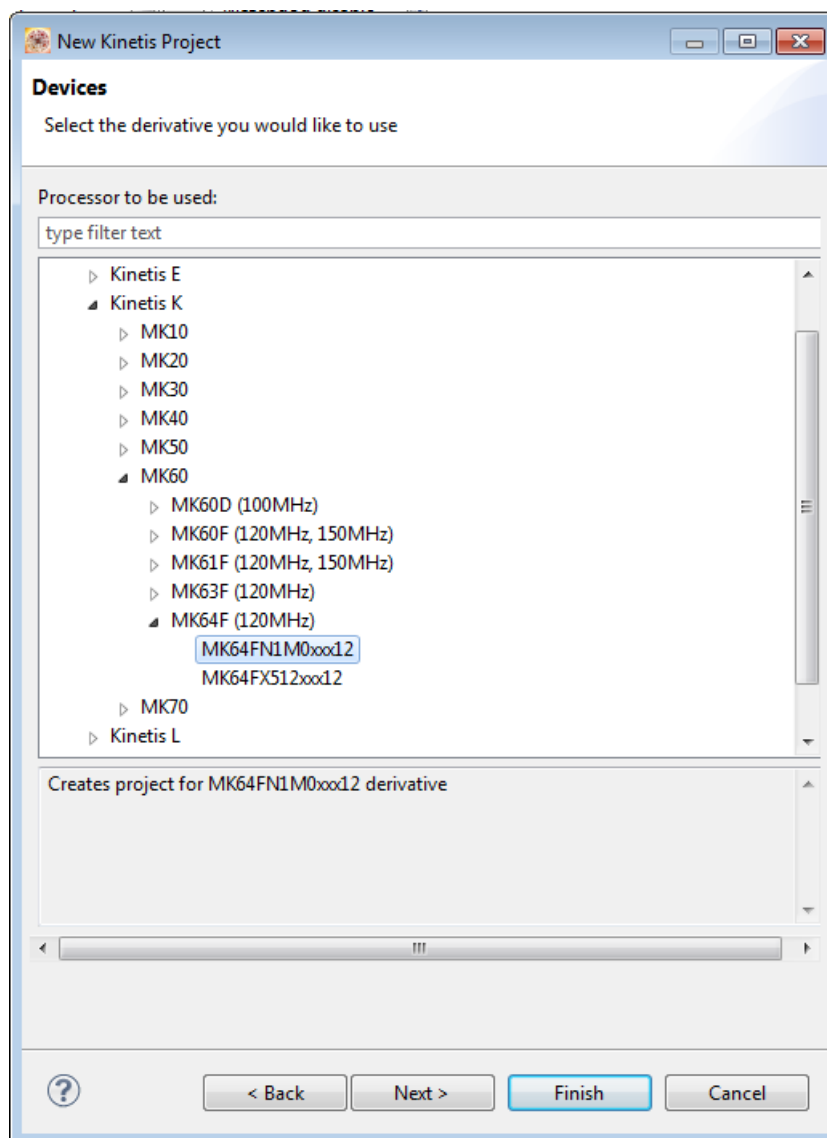 New Kinetis Project
Devices
Select the derivative you would like to use
Processor to be used:
type filter text
Kinetis E
Kinetis K
MK10
MK20
MK30
MK40
MK50
MK60
MK60D (100MHz)
MK60F (120MHz, 150MHz)
MK61F (120MHz, 150MHz)
MK63F (120MHz)
MK64F (120MHz)
MK64FN1M0xxx12
MK64FX512xxx12
MK70
Kinetis L
Creates project for MK64FN1M0xxx12 derivative
< Back Next > Finish Cancel